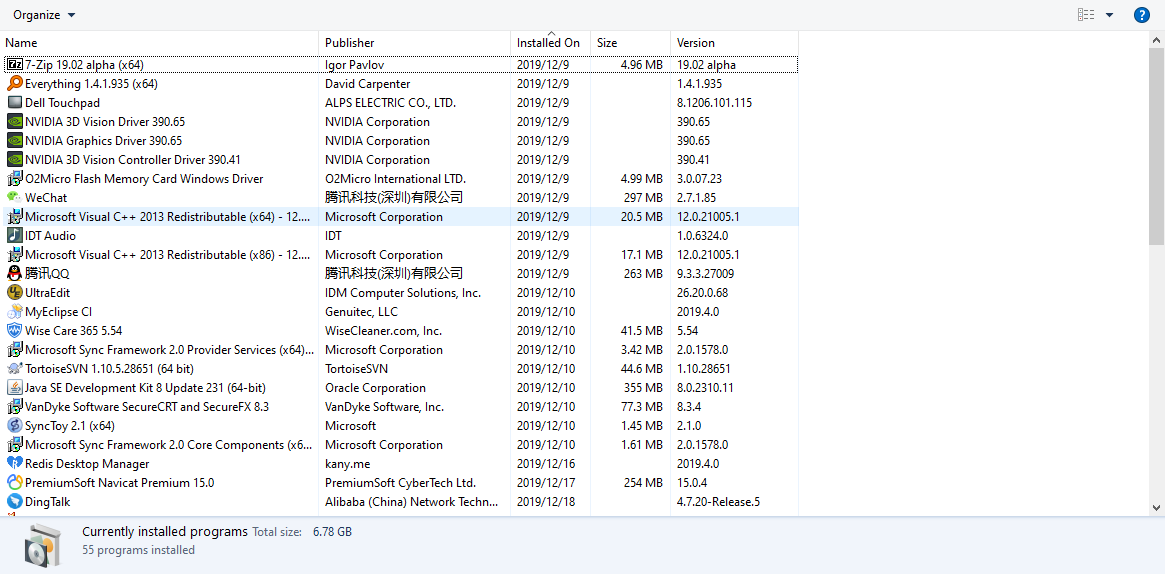 Organize
Name Publisher Installed On Size Version
7-Zip 19.02 alpha (x64) Igor Pavlov 2019/12/9 4.96 MB 19.02 alpha
Everything 1.4.1.935 (x64) David Carpenter 2019/12/9 1.4.1.935
Dell Touchpad ALPS ELECTRIC CO., LTD. 2019/12/9 8.1206.101.115
NVIDIA 3D Vision Driver 390.65 NVIDIA Corporation 2019/12/9 390.65
NVIDIA Graphics Driver 390.65 NVIDIA Corporation 2019/12/9 390.65
NVIDIA 3D Vision Controller Driver 390.41 NVIDIA Corporation 2019/12/9 390.41
O2Micro Flash Memory Card Windows Driver O2Micro International LTD. 2019/12/9 4.99 MB 3.0.07.23
WeChat 腾讯科技(深圳)有限公司 2019/12/9 297 MB 2.7.1.85
Microsoft Visual C++ 2013 Redistributable (x64) - 12.... Microsoft Corporation 2019/12/9 20.5 MB 12.0.21005.1
IDT Audio IDT 2019/12/9 1.0.6324.0
Microsoft Visual C++ 2013 Redistributable (x86) - 12.... Microsoft Corporation 2019/12/9 17.1 MB 12.0.21005.1
腾讯QQ 腾讯科技(深圳)有限公司 2019/12/9 263 MB 9.3.3.27009
UltraEdit IDM Computer Solutions, Inc. 2019/12/10 26.20.0.68
MyEclipse CI Genuitec, LLC 2019/12/10 2019.4.0
Wise Care 365 5.54 WiseCleaner.com, Inc. 2019/12/10 41.5 MB 5.54
Microsoft Sync Framework 2.0 Provider Services (x64)... Microsoft Corporation 2019/12/10 3.42 MB 2.0.1578.0
TortoiseSVN 1.10.5.28651 (64 bit) TortoiseSVN 2019/12/10 44.6 MB 1.10.28651
Java SE Development Kit 8 Update 231 (64-bit) Oracle Corporation 2019/12/10 355 MB 8.0.2310.11
VanDyke Software SecureCRT and SecureFX 8.3 VanDyke Software, Inc. 2019/12/10 77.3 MB 8.3.4
SyncToy 2.1 (x64) Microsoft 2019/12/10 1.45 MB 2.1.0
Microsoft Sync Framework 2.0 Core Components (x6... Microsoft Corporation 2019/12/10 1.61 MB 2.0.1578.0
Redis Desktop Manager kany.me 2019/12/16 2019.4.0
PremiumSoft Navicat Premium 15.0 PremiumSoft CyberTech Ltd. 2019/12/17 254 MB 15.0.4
DingTalk Alibaba (China) Network Techn... 2019/12/18 4.7.20-Release.5
Currently installed programs Total size: 6.78 GB
55 programs installed